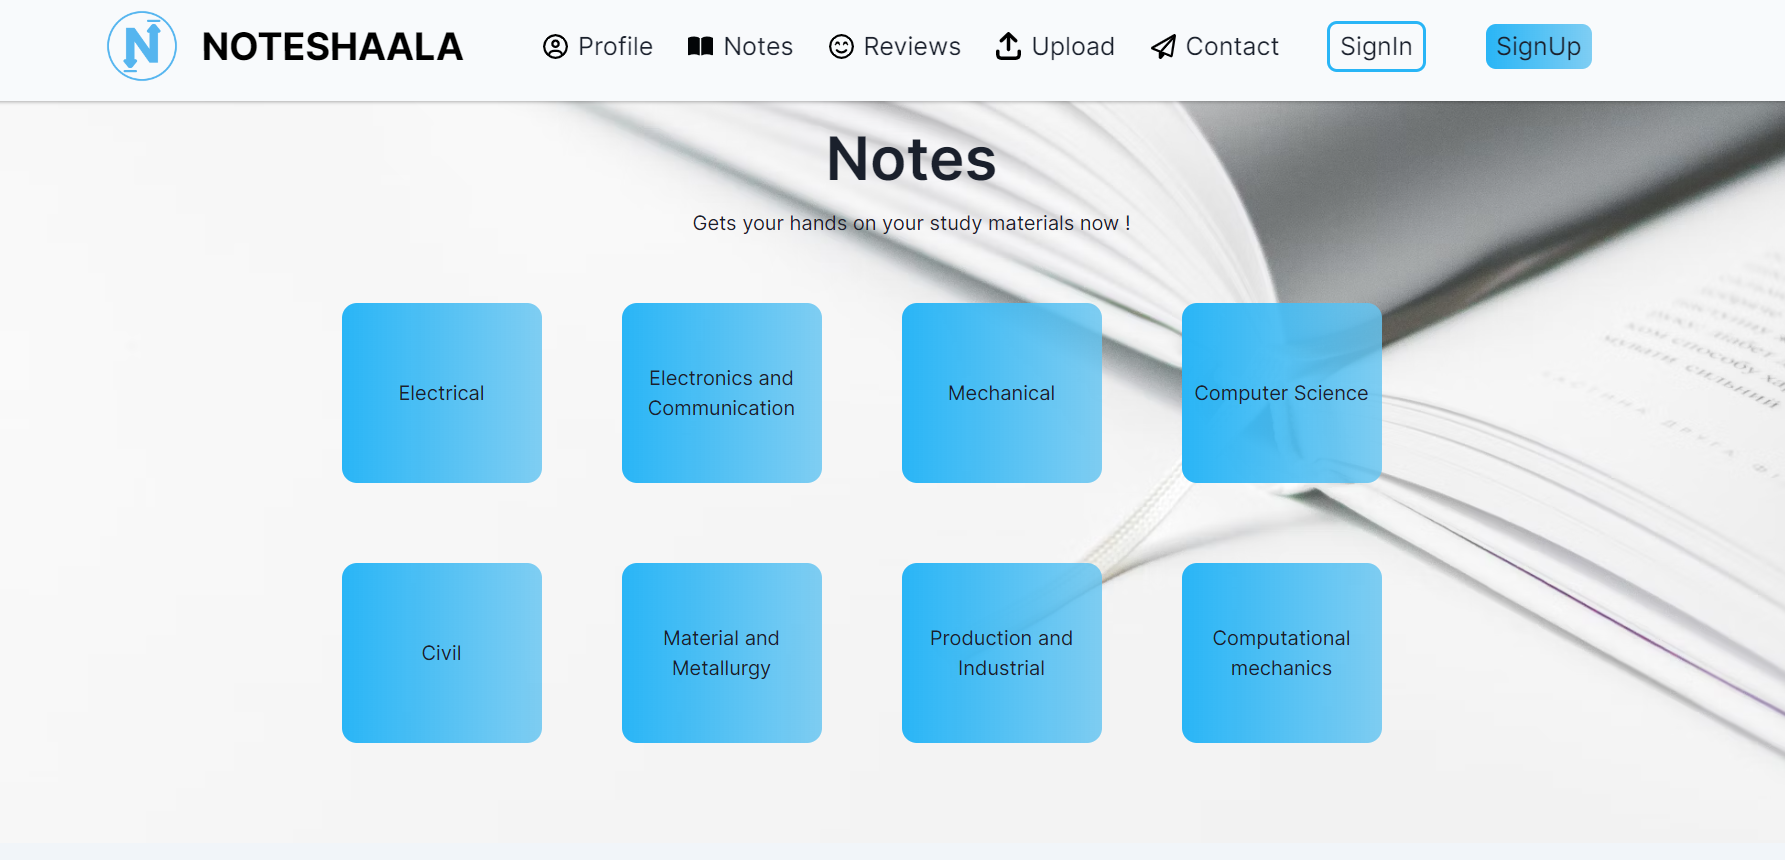 NOTESHAALA
Profile
Notes
Reviews
Upload
Contact
SignIn
SignUp
Notes
Gets your hands on your study materials now !
Electrical
Electronics and
Communication
Mechanical
Computer Science
Civil
Material and
Metallurgy
Production and
Industrial
Computational
mechanics